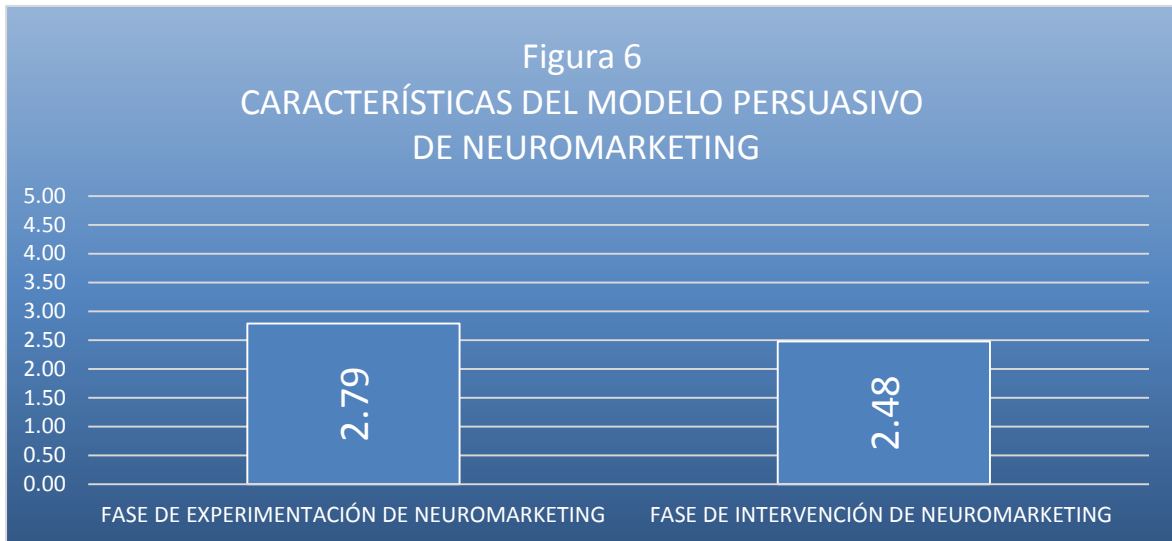 Figura 6
CARACTERÍSTICAS DEL MODELO PERSUASIVO
DE NEUROMARKETING
5.00
4.50
4.00
3.50
3.00
2.50
2.00
1.50
1.00
0.50
0.00
2.79
2.48
FASE DE EXPERIMENTACIÓN DE NEUROMARKETING
FASE DE INTERVENCIÓN DE NEUROMARKETING